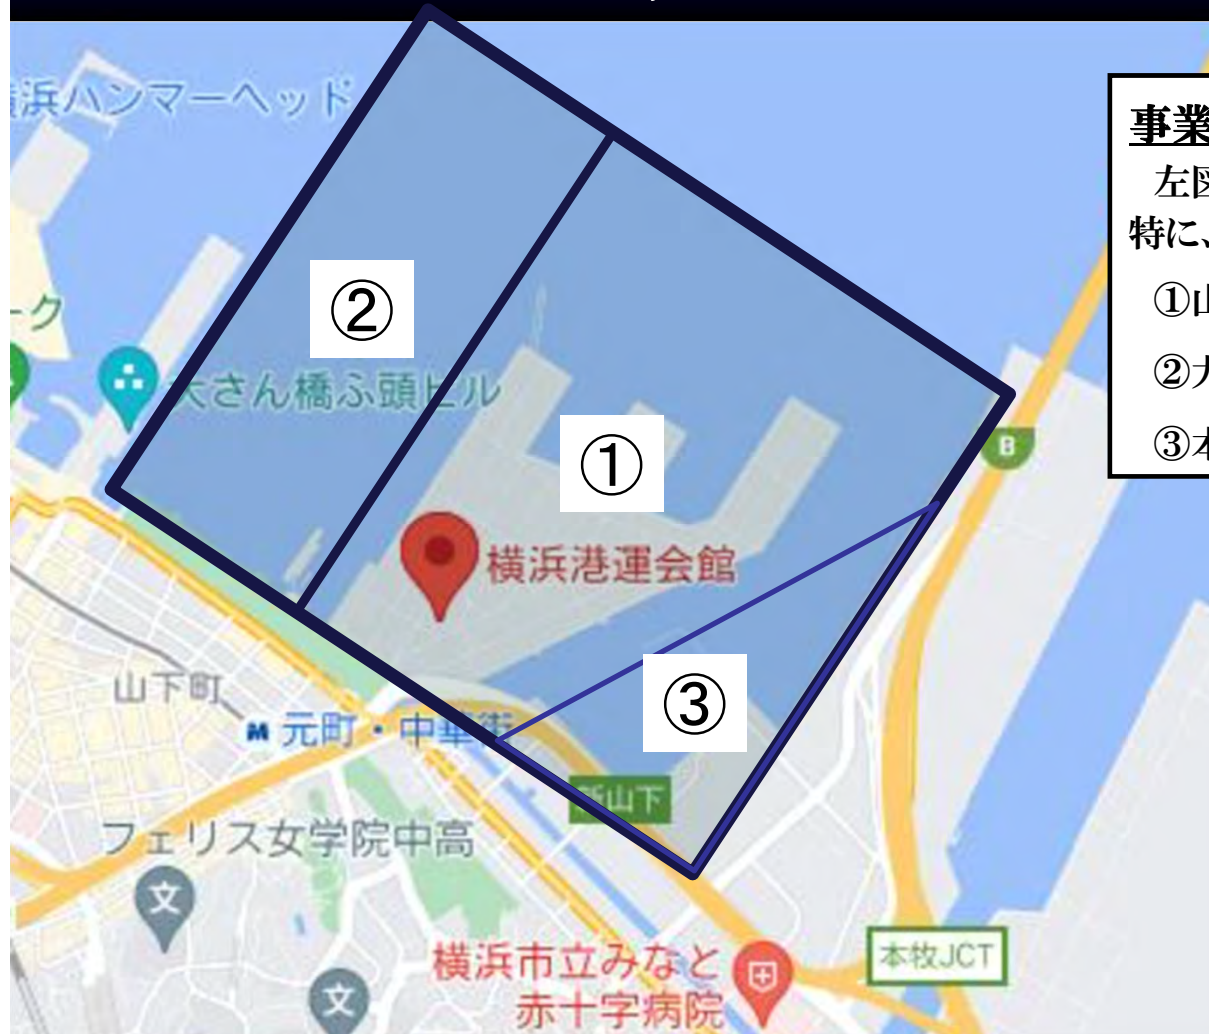 浜ハンマーヘッド
事業
左図
特に、
①山
ーク
②
大さん橋ふ頭ビル
②大
B
①
③本
横浜港運会館
③
山下町
M 元町・中華街
新山下
フェリス女学院中高
文
本牧JCT
横浜市立みなと
赤十字病院
文